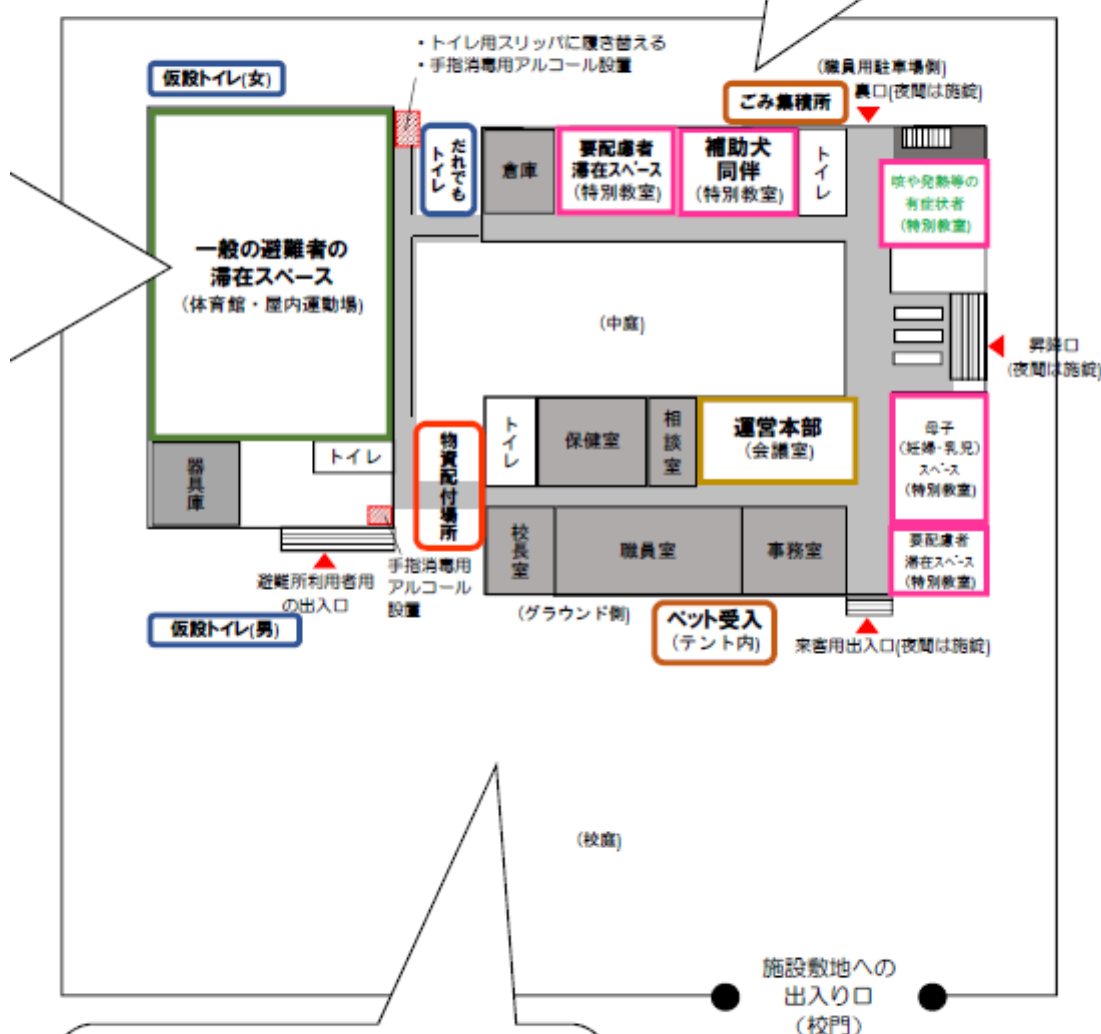 ・トイレ用スリッパに履き替える
・手指消毒用アルコール設置
仮設トイレ(女)
(職員用駐車場側)
裏口(夜間は施錠)
ごみ集積所
だれでも
トイレ
倉庫
要配慮者
滞在スペース
(特別教室)
補助犬
同伴
(特別教室)
トイレ
咳や発熱等の
有症状者
(特別教室)
一般の避難者の
滞在スペース
(体育館・屋内運動場)
(中庭)
昇降口
(夜間は施錠)
器具庫
トイレ
物資配付場所
トイレ
保健室
相談室
運営本部
(会議室)
母子
(妊婦・乳児)
スペース
(特別教室)
校長室
職員室
事務室
要配慮者
滞在スペース
(特別教室)
避難所利用者用
の出入口
手指消毒用
アルコール
設置
仮設トイレ(男)
(グラウンド側)
ペット受入
(テント内)
来客用出入口(夜間は施錠)
(校庭)
施設敷地への
出入り口
(校門)